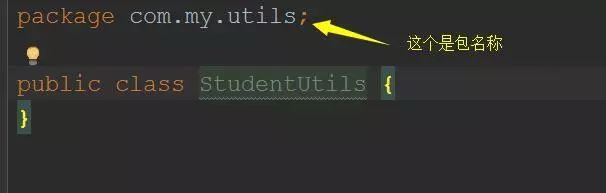 package com.my.utils;
这个是包名称
public class StudentUtils {
}